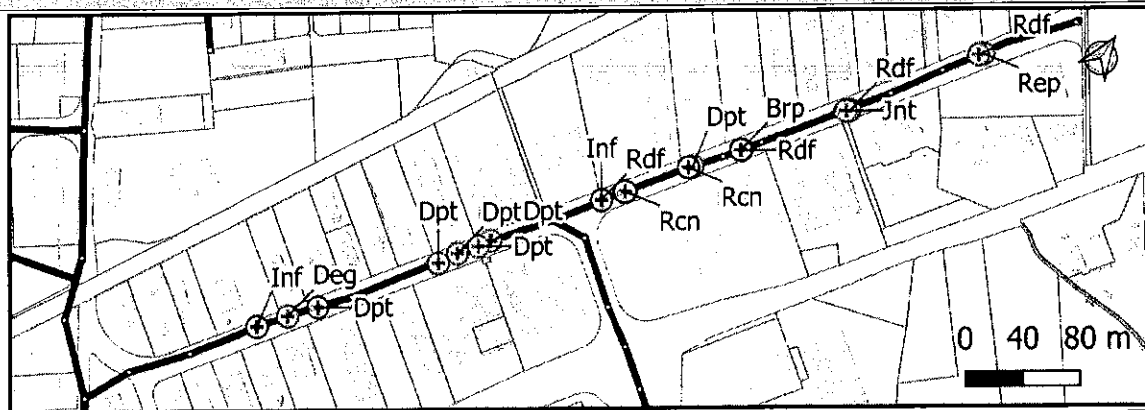 Rdf
Rdf
Rep
Dpt Brp Jnt
Inf Rdf Rdf
Dpt Dpt Dpt Rcn Rcn
Dpt
Inf Deg
Dpt
0 40 80 m